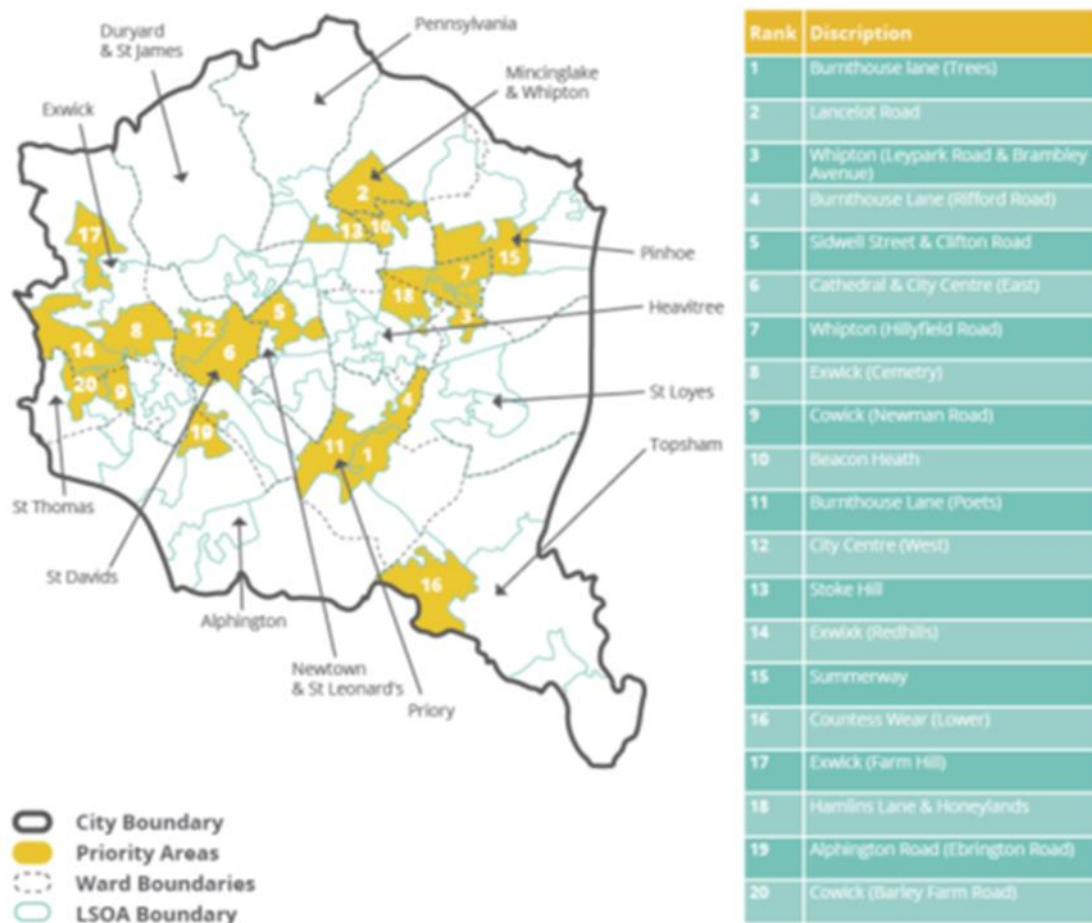 Duryard
& St James
Pennsylvania
Mincinglake
& Whipton
Exwick
Pinhoe
Heavitree
St Loyes
Topsham
St Thomas
St Davids
Alphington
Newtown
& St Leonard's
Priory
17
2
13
10
15
7
18
3
5
12
8
6
14
20
9
19
4
11
1
16
City Boundary
Priority Areas
Ward Boundaries
LSOA Boundary
Rank Discription
1 Burnthouse lane (Trees)
2 Lancelot Road
3 Whipton (Leypark Road & Brambley
Avenue)
4 Burnthouse Lane (Rifford Road)
5 Sidwell Street & Clifton Road
6 Cathedral & City Centre (East)
7 Whipton (Hillyfield Road)
8 Exwick (Cemetry)
9 Cowick (Newman Road)
10 Beacon Heath
11 Burnthouse Lane (Poets)
12 City Centre (West)
13 Stoke Hill
14 Exwixk (Redhills)
15 Summerway
16 Countess Wear (Lower)
17 Exwick (Farm Hill)
18 Hamlins Lane & Honeylands
19 Alphington Road (Ebrington Road)
20 Cowick (Barley Farm Road)